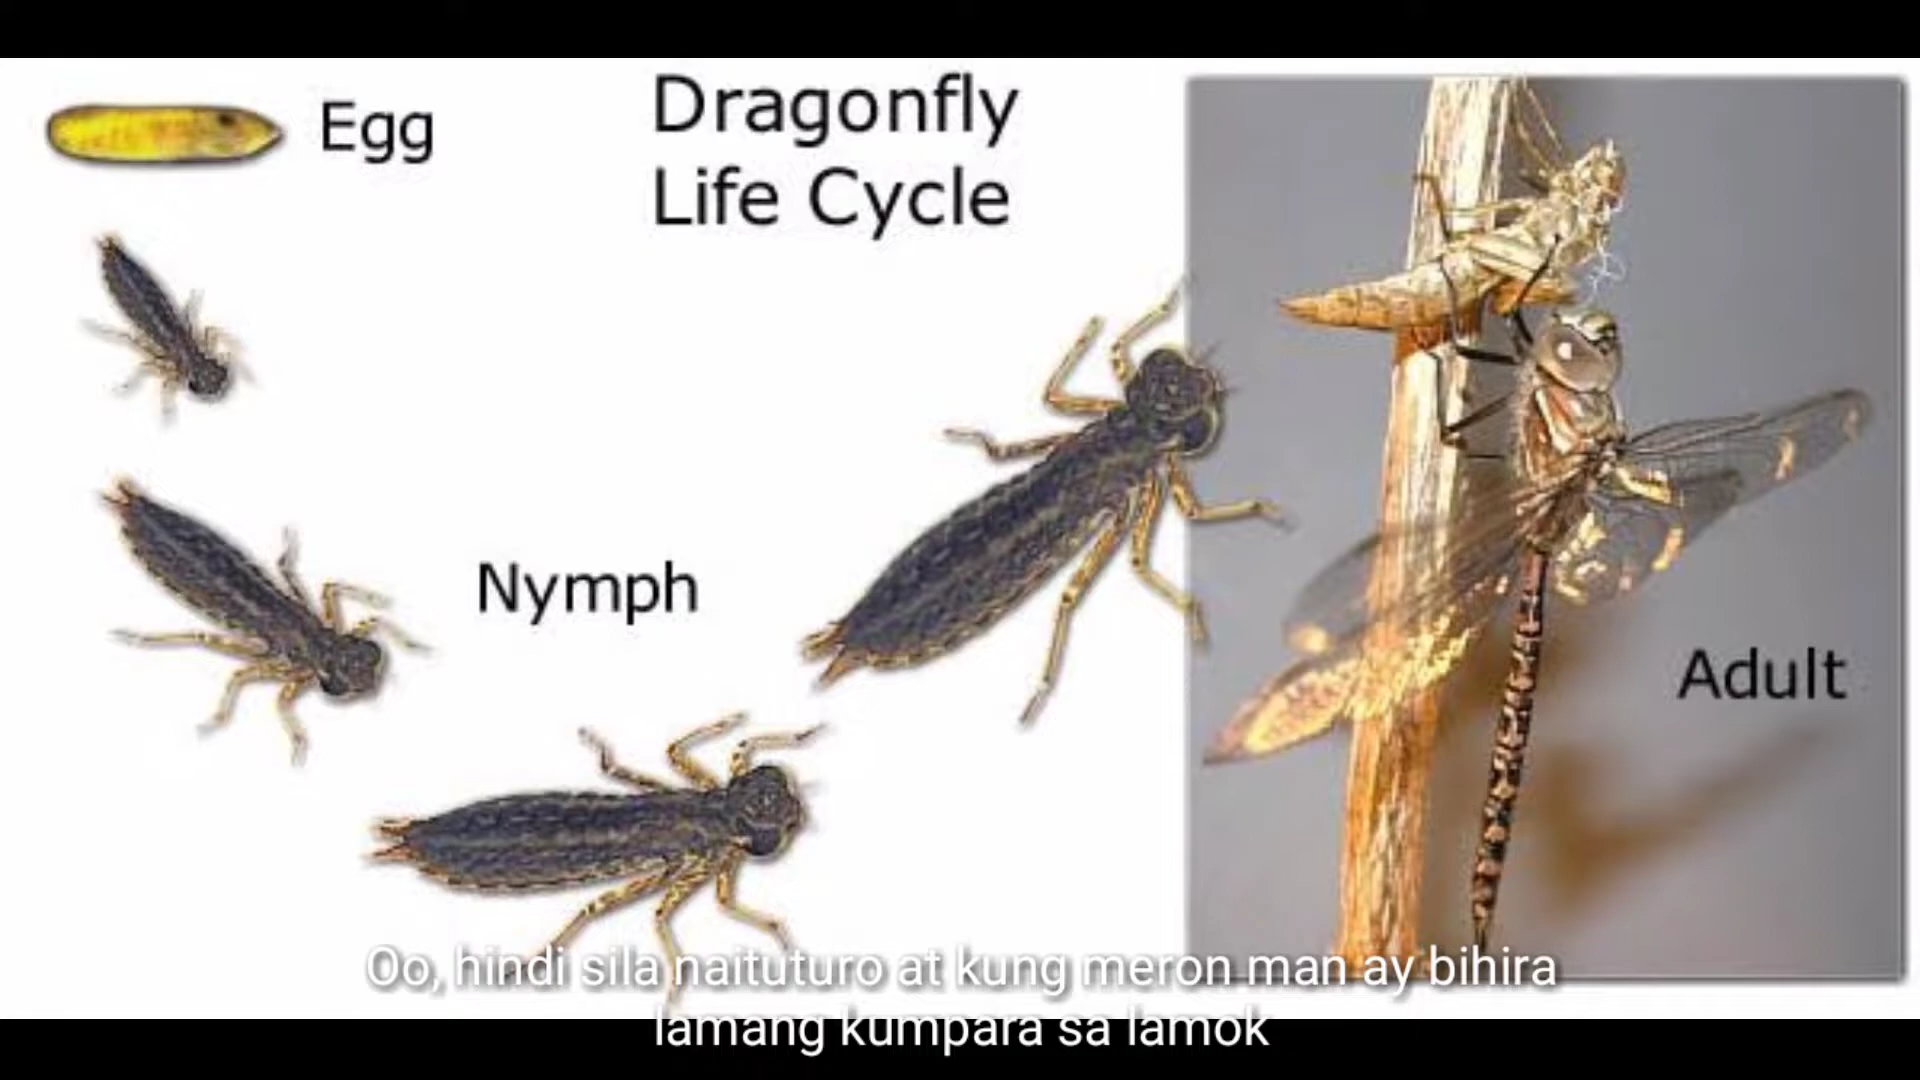 Egg
Dragonfly
Life Cycle
Nymph
Adult
Oo, hindi sila naituturo at kung meron man ay bihira
lamang kumpara sa lamok